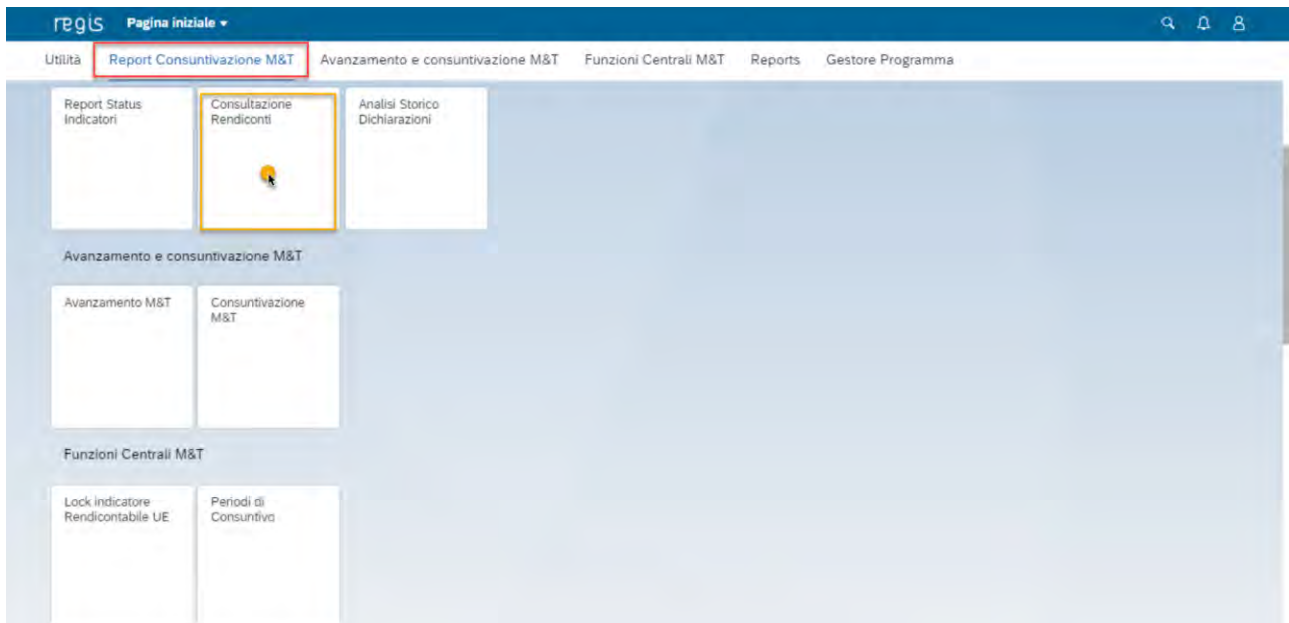 regis Pagina iniziale
Utilità Report Consuntivazione M&T Avanzamento e consuntivazione M&T Funzioni Centrali M&T Reports Gestore Programma
Report Status Consultazione Analisi Storico
Indicatori Rendiconti Dichiarazioni
Avanzamento e consuntivazione M&T
Avanzamento M&T Consuntivazione
M&T
Funzioni Centrali M&T
Lock indicatore Periodi di
Rendicontabile UE Consuntivo